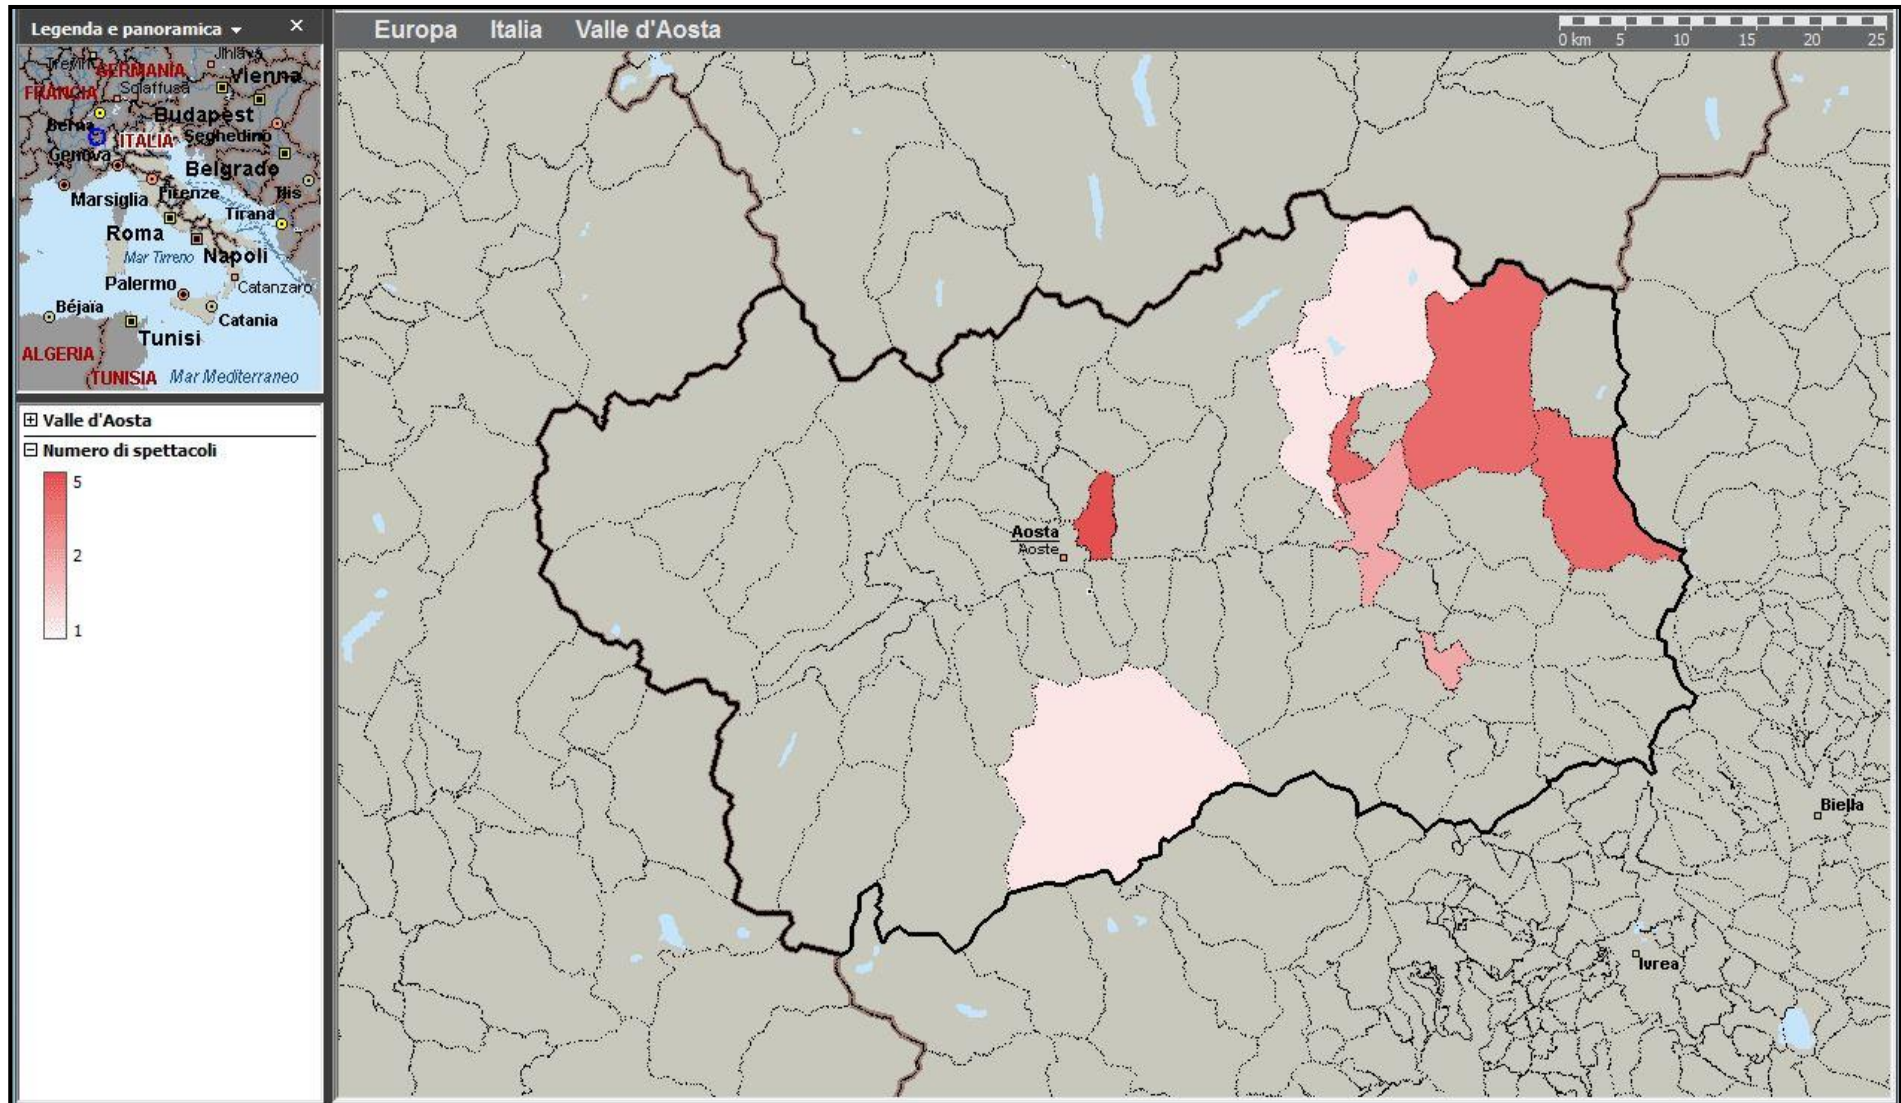 Legenda e panoramica
Europa Italia Valle d'Aosta
0 km 5 10 15 20 25
Jihlava
GERMANIA
Vienna
FRANCIA
Sciaffusa
Budapest
Berna
ITALIA
Seghedino
Genova
Belgrado
Marsiglia
Firenze
Tirana
Roma
Mar Tirreno
Napoli
Palermo
Catanzaro
Béjaïa
Catania
Tunisi
ALGERIA
TUNISIA
Mar Mediterraneo
Valle d'Aosta
Numero di spettacoli
5
2
1
Aosta
Aoste
Biella
Ivrea